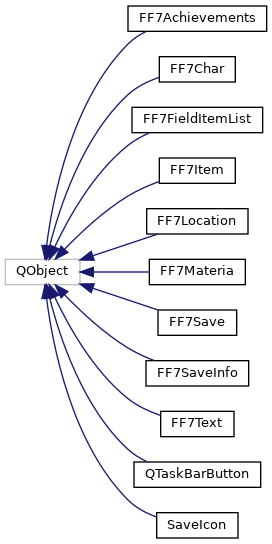 FF7Achievements
FF7Char
FF7FieldItemList
FF7Item
FF7Location
QObject
FF7Materia
FF7Save
FF7SaveInfo
FF7Text
QTaskBarButton
SaveIcon